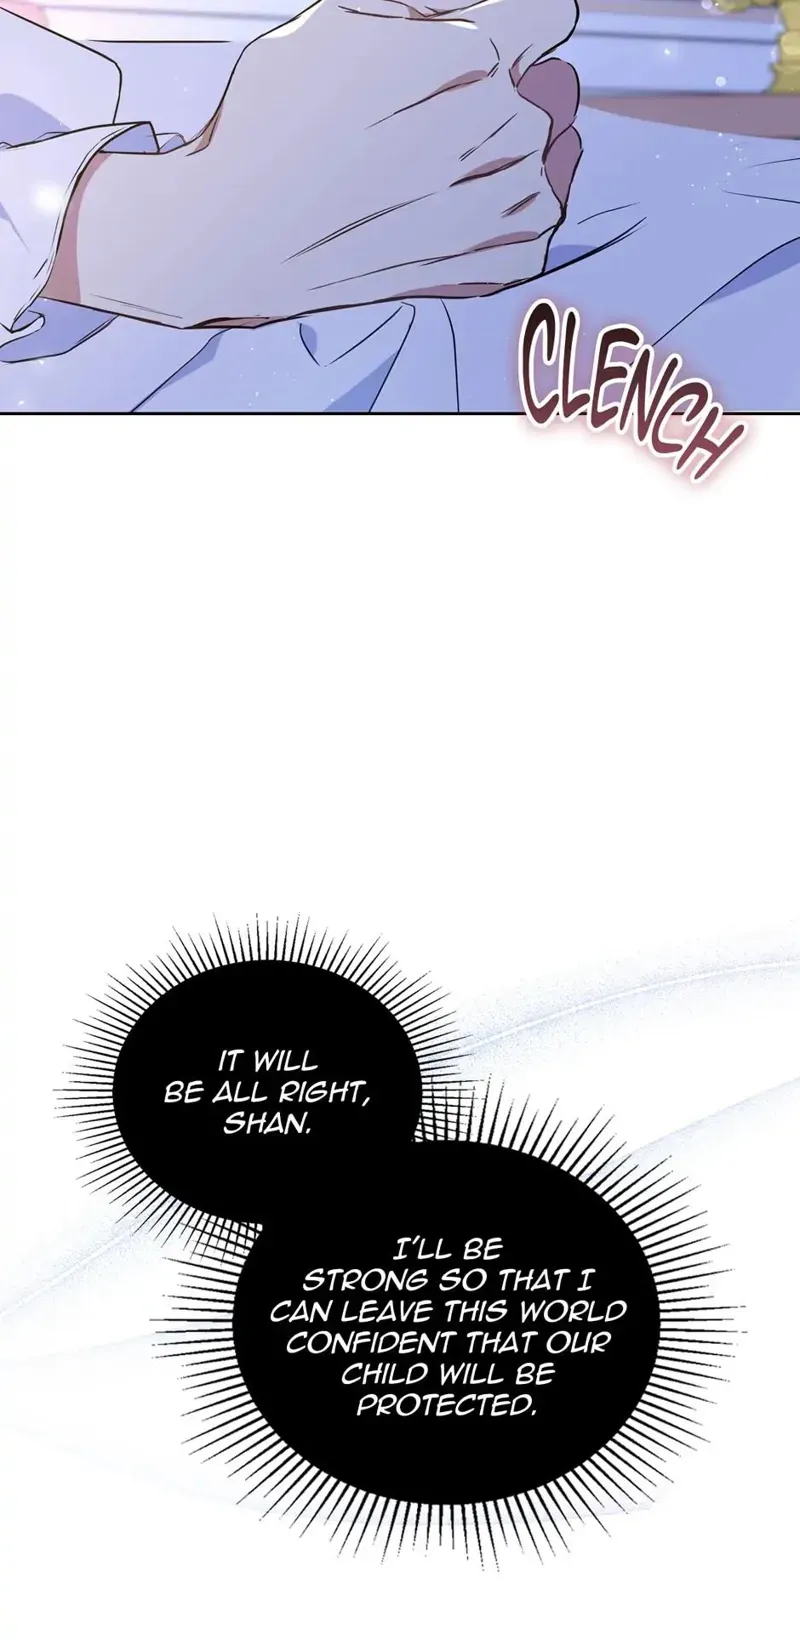 CLENCH
IT WILL
BE ALL RIGHT,
SHAN.
I'LL BE
STRONG SO THAT I
CAN LEAVE THIS WORLD
CONFIDENT THAT OUR
CHILD WILL BE
PROTECTED.